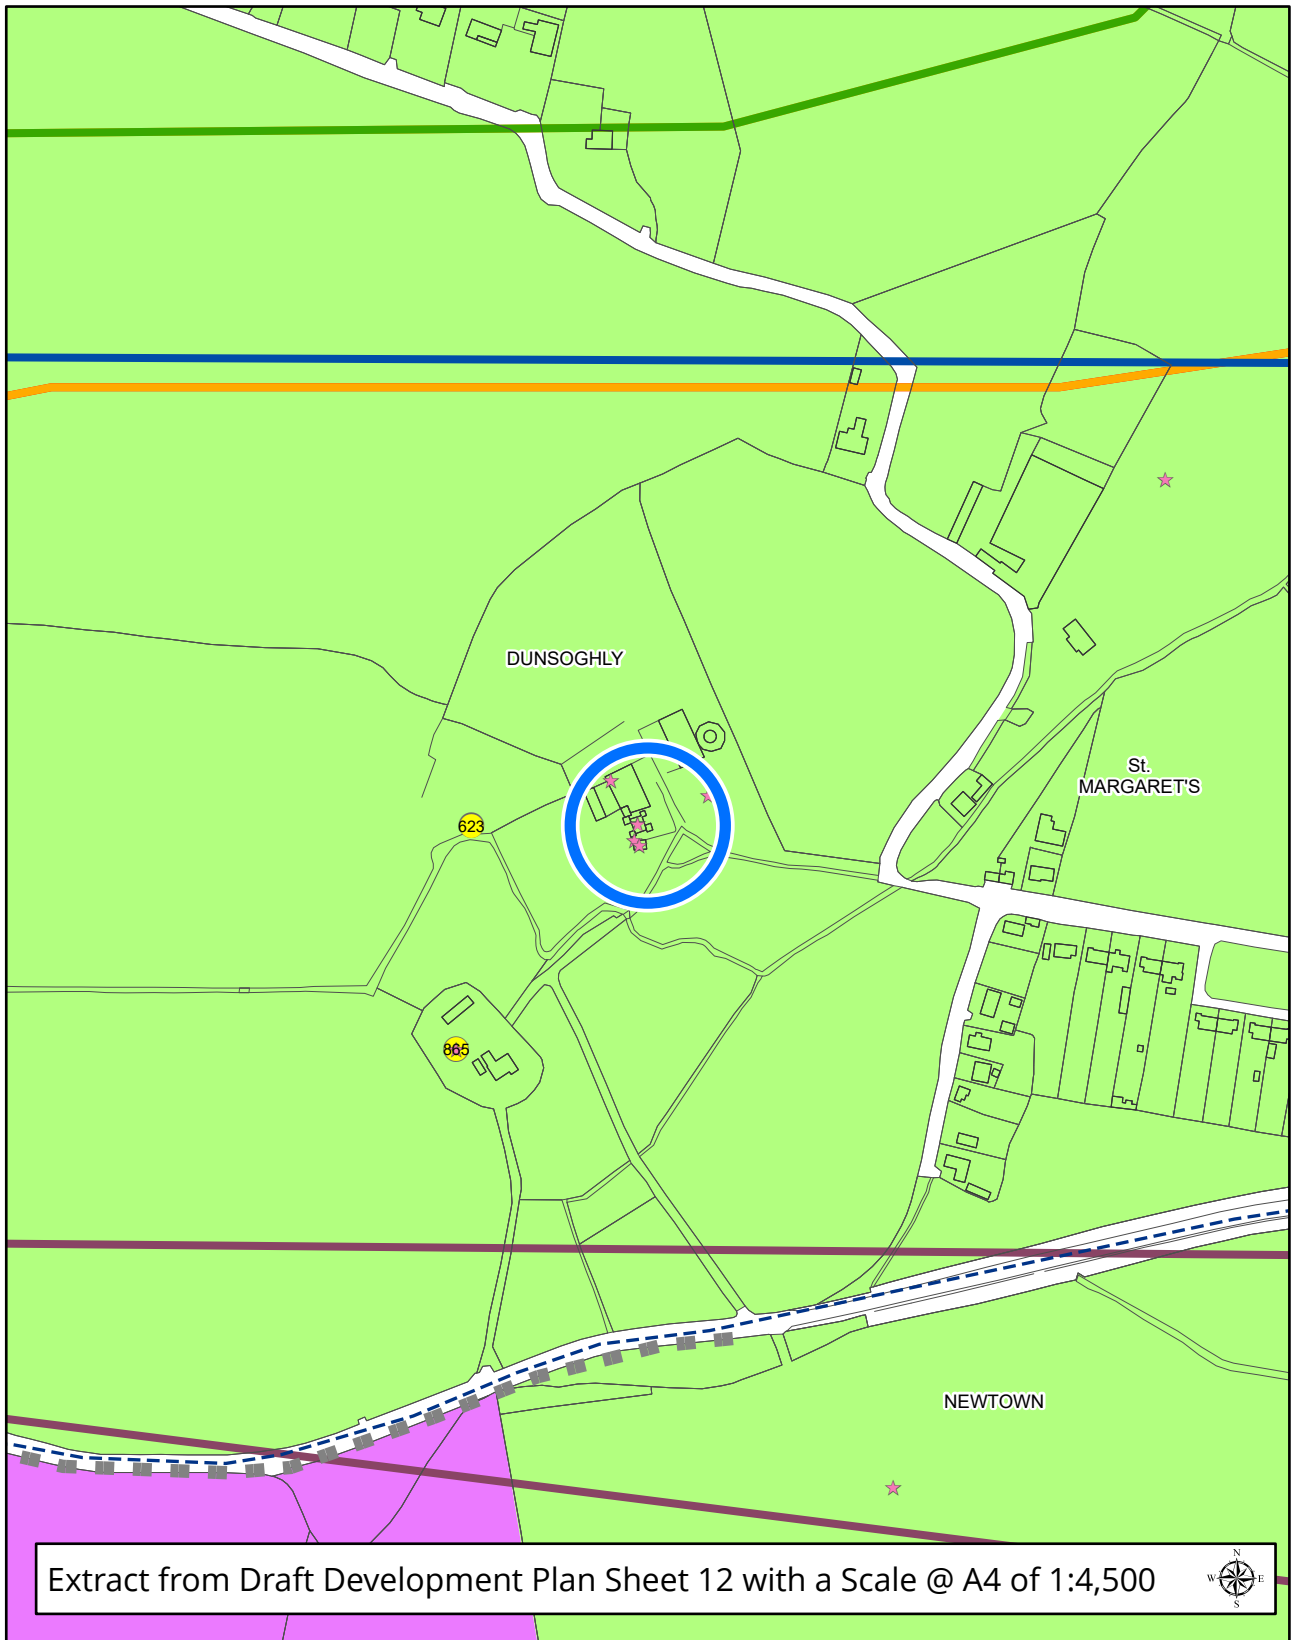 DUNSOGHLY
St.
MARGARET'S
623
865
NEWTOWN
Extract from Draft Development Plan Sheet 12 with a Scale @ A4 of 1:4,500
N
W E
S